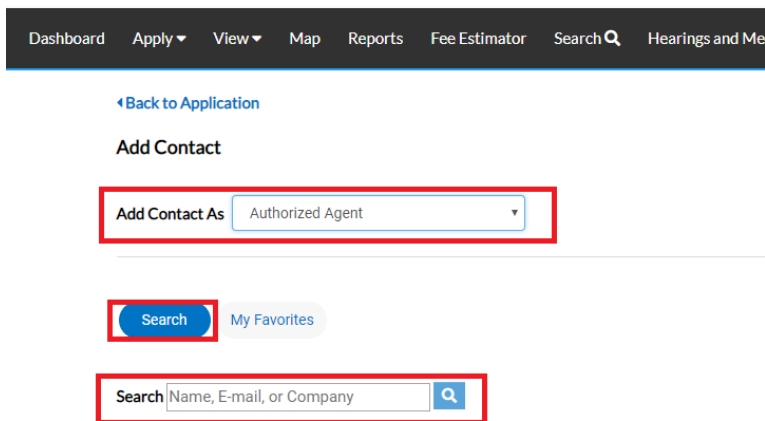 Dashboard Apply View Map Reports Fee Estimator Search Hearings and Me
Back to Application
Add Contact
Add Contact As Authorized Agent
Search My Favorites
Search Name, E-mail, or Company